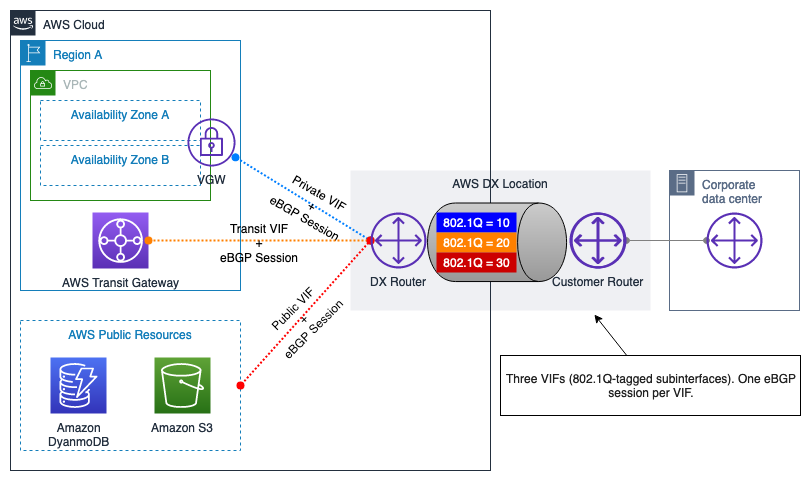 aws
AWS Cloud
Region A
VPC
Availability Zone A
Availability Zone B
VGW
Private VIF
+
eBGP Session
AWS DX Location
Corporate
data center
802.1Q = 10
802.1Q = 20
802.1Q = 30
Transit VIF
+
eBGP Session
AWS Transit Gateway
DX Router
Customer Router
Public VIF
+
eBGP Session
AWS Public Resources
Amazon
DyanmoDB
Amazon S3
Three VIFs (802.1Q-tagged subinterfaces). One eBGP
session per VIF.